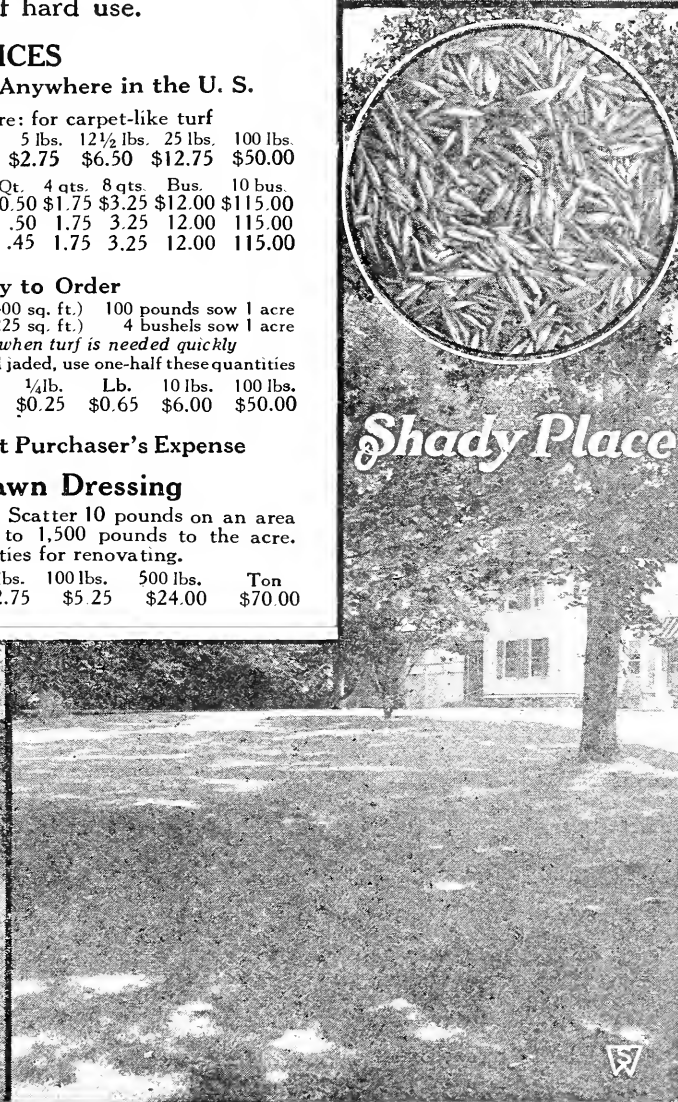 f hard use.
ICES
Anywhere in the U. S.
re: for carpet-like turf
5 lbs. 12½ lbs. 25 lbs. 100 lbs.
$2.75 $6.50 $12.75 $50.00
Qt. 4 qts. 8 qts. Bus. 10 bus.
0.50 $1.75 $3.25 $12.00 $115.00
.50 1.75 3.25 12.00 115.00
.45 1.75 3.25 12.00 115.00
y to Order
00 sq. ft.) 100 pounds sow 1 acre
25 sq. ft.) 4 bushels sow 1 acre
when turf is needed quickly
jaded, use one-half these quantities
¼lb. Lb. 10 lbs. 100 lbs.
$0.25 $0.65 $6.00 $50.00
t Purchaser's Expense
awn Dressing
Scatter 10 pounds on an area
to 1,500 pounds to the acre.
ties for renovating.
bs. 100 lbs. 500 lbs. Ton
.75 $5.25 $24.00 $70.00
Shady Place